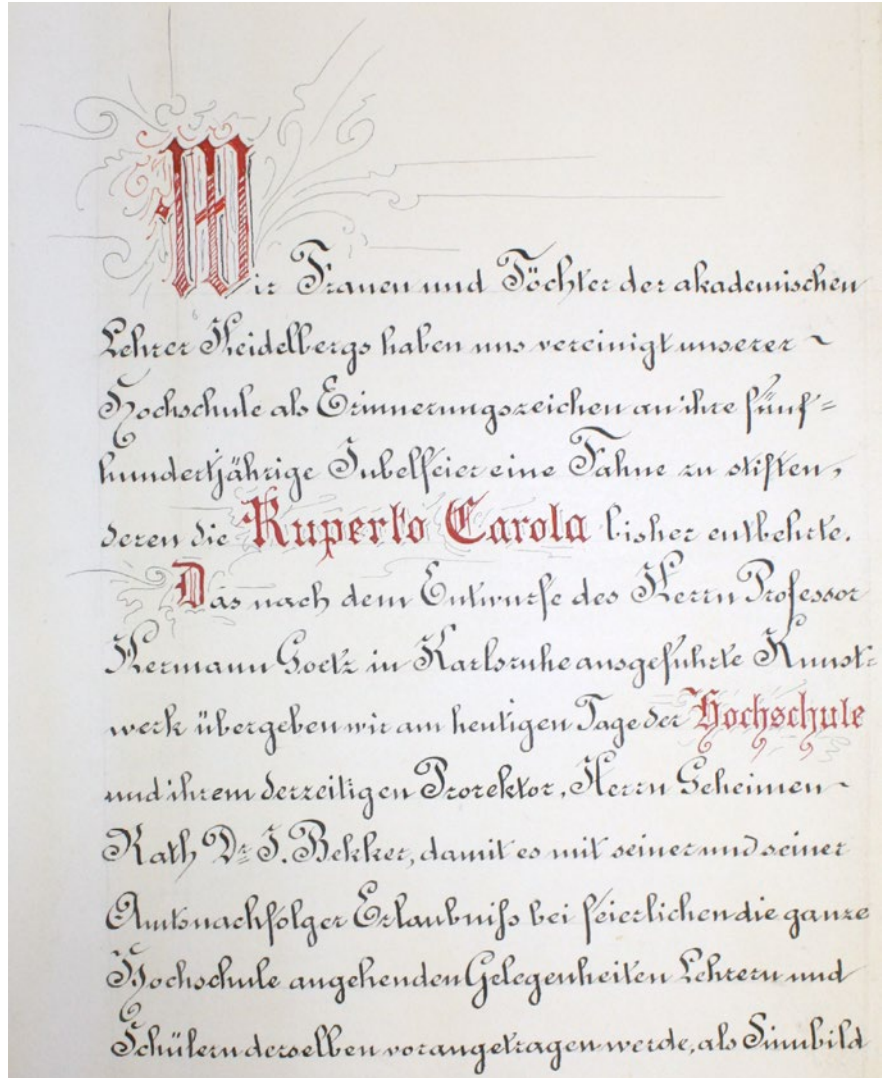 Wir Frauen und Töchter der akademischen
Lehrer Heidelbergs haben uns vereinigt unserer ~
Hochschule als Erinnerungszeichen an ihre fünf=
hundertjährige Jubelfeier eine Fahne zu stiften,
deren die Ruperto Carola bisher entbehrte.
Das nach dem Entwurfe des Herrn Professor
Hermann Goetz in Karlsruhe ausgeführte Kunst=
werk übergeben wir am heutigen Tage der Hochschule
und ihrem derzeitigen Prorektor, Herrn Geheimen ~
Rath Dr. J. Bekker, damit es mit seiner und seiner
Amtsnachfolger Erlaubniß bei feierlichen die ganze
Hochschule angehenden Gelegenheiten Lehrern und
Schülern derselben vorangetragen werde, als Sinnbild